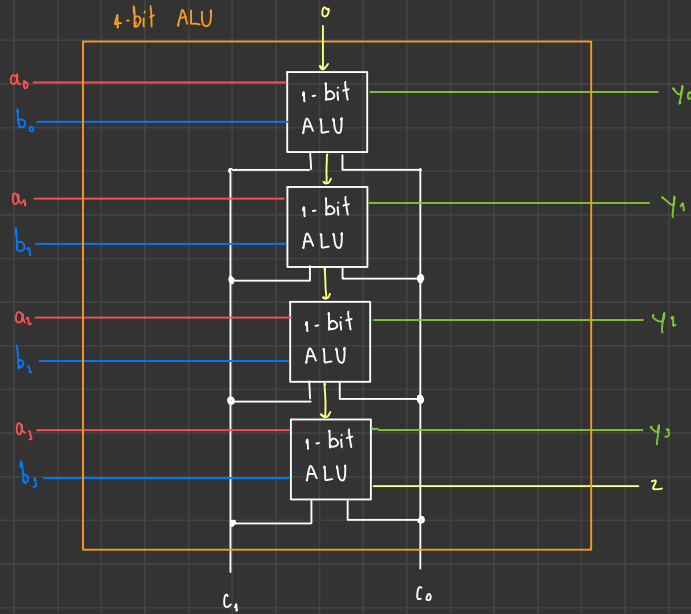 4-bit ALU
0
a₀
1-bit
ALU
y₀
b₀
a₁
1-bit
ALU
y₁
b₁
a₂
1-bit
ALU
y₂
b₂
a₃
1-bit
ALU
y₃
b₃
z
C₁
C₀